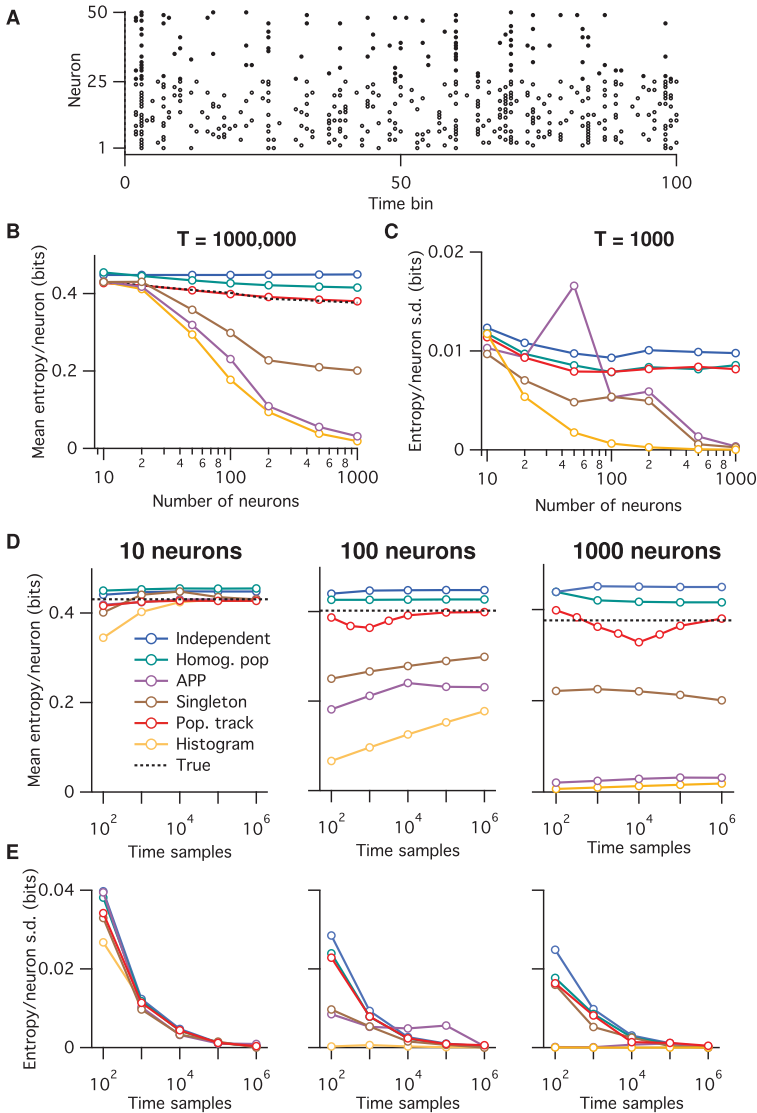 A
50
25
1
Neuron
0 50 100
Time bin
B
T = 1000,000
Mean entropy/neuron (bits)
0.4
0.2
0
10 2 4 6 8 100 2 4 6 8 1000
Number of neurons
C
T = 1000
Entropy/neuron s.d. (bits)
0.02
0.01
0
10 2 4 6 8 100 2 4 6 8 1000
Number of neurons
D
10 neurons 100 neurons 1000 neurons
Mean entropy/neuron (bits)
0.4
0.2
0
Independent
Homog. pop
APP
Singleton
Pop. track
Histogram
True
10² 10⁴ 10⁶ 10² 10⁴ 10⁶ 10² 10⁴ 10⁶
Time samples Time samples Time samples
E
Entropy/neuron s.d. (bits)
0.04
0.02
0
10² 10⁴ 10⁶ 10² 10⁴ 10⁶ 10² 10⁴ 10⁶
Time samples Time samples Time samples